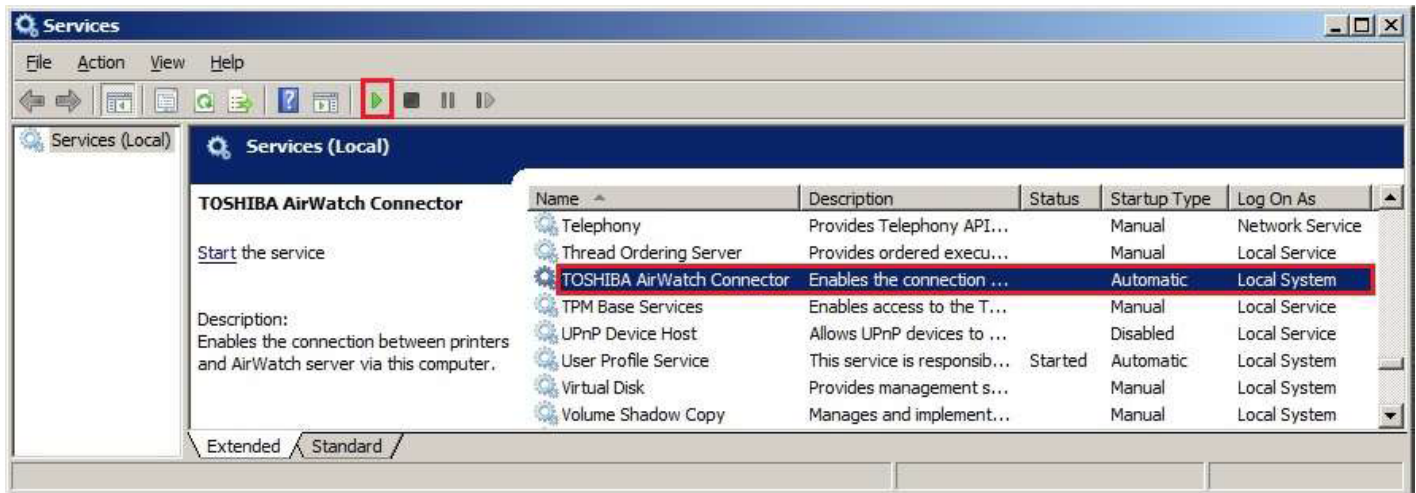 Services
File Action View Help
Services (Local)
Services (Local)
TOSHIBA AirWatch Connector
Start the service
Description:
Enables the connection between printers
and AirWatch server via this computer.
Name Description Status Startup Type Log On As
Telephony Provides Telephony API... Manual Network Service
Thread Ordering Server Provides ordered execu... Manual Local Service
TOSHIBA AirWatch Connector Enables the connection ... Automatic Local System
TPM Base Services Enables access to the T... Manual Local Service
UPnP Device Host Allows UPnP devices to ... Disabled Local Service
User Profile Service This service is responsib... Started Automatic Local System
Virtual Disk Provides management s... Manual Local System
Volume Shadow Copy Manages and implement... Manual Local System
Extended Standard